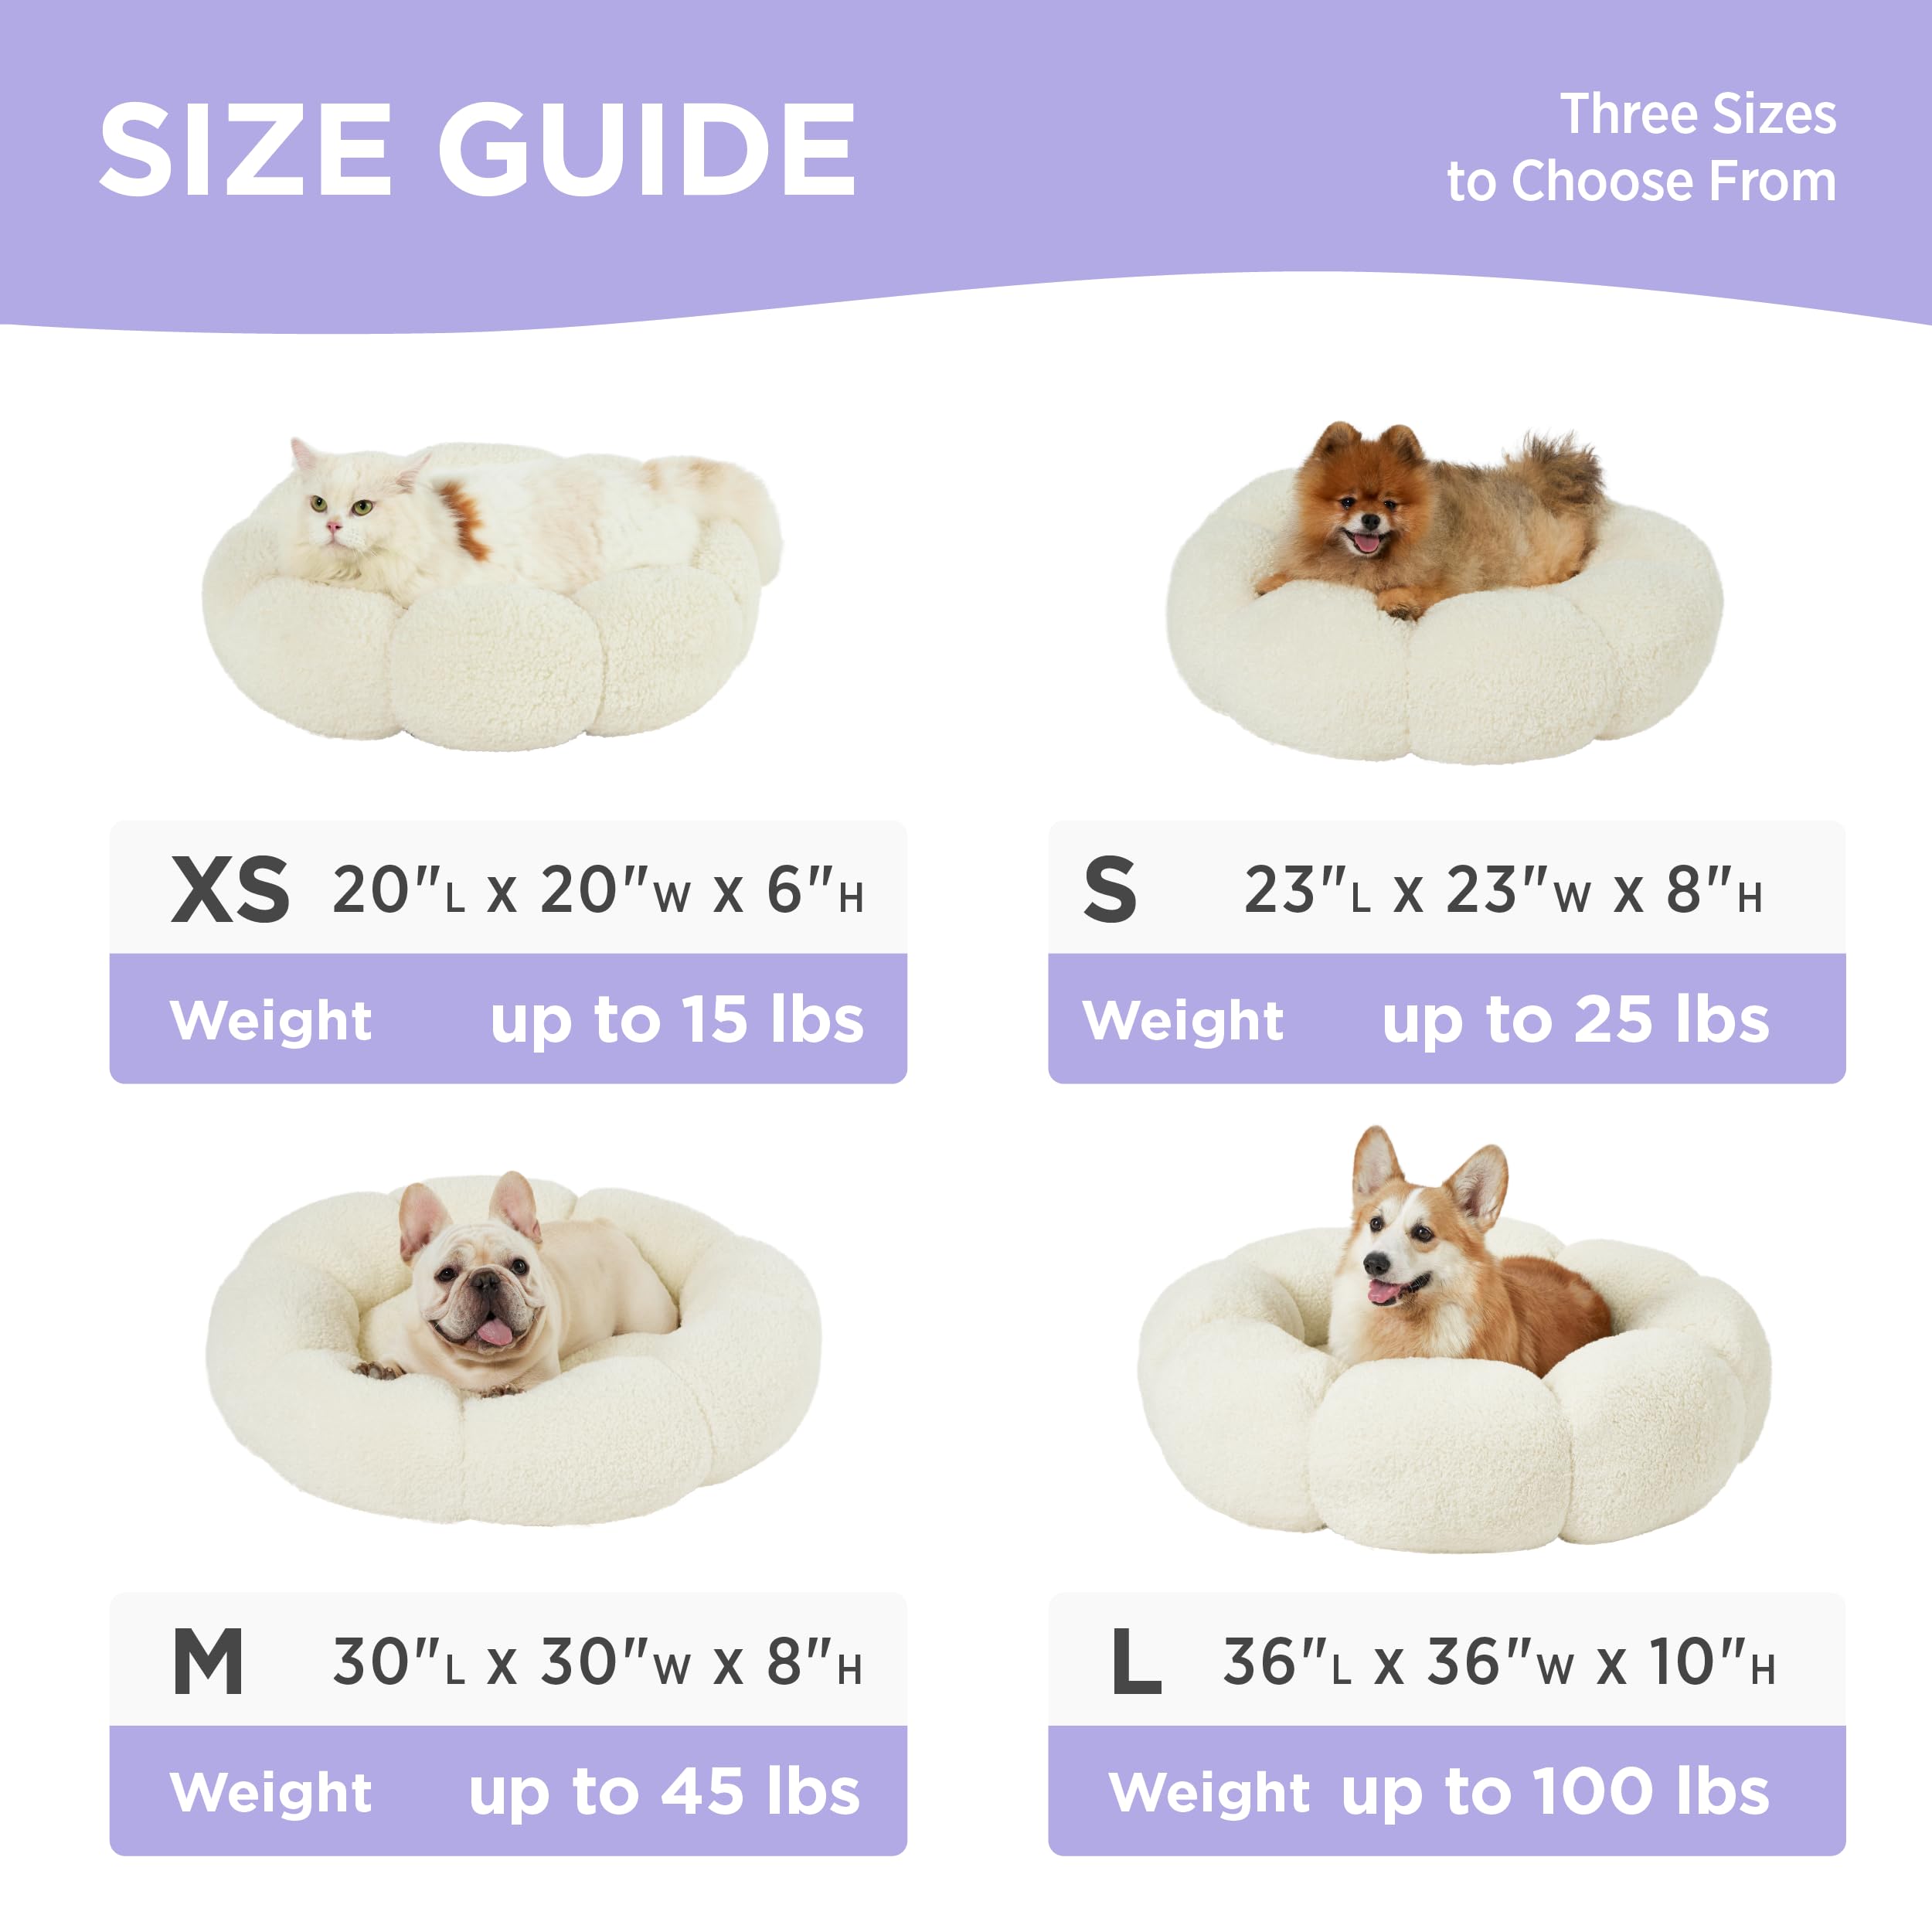 SIZE GUIDE
Three Sizes
to Choose From
XS 20"L x 20"W x 6"H
Weight up to 15 lbs
S 23"L x 23"W x 8"H
Weight up to 25 lbs
M 30"L x 30"W x 8"H
Weight up to 45 lbs
L 36"L x 36"W x 10"H
Weight up to 100 lbs